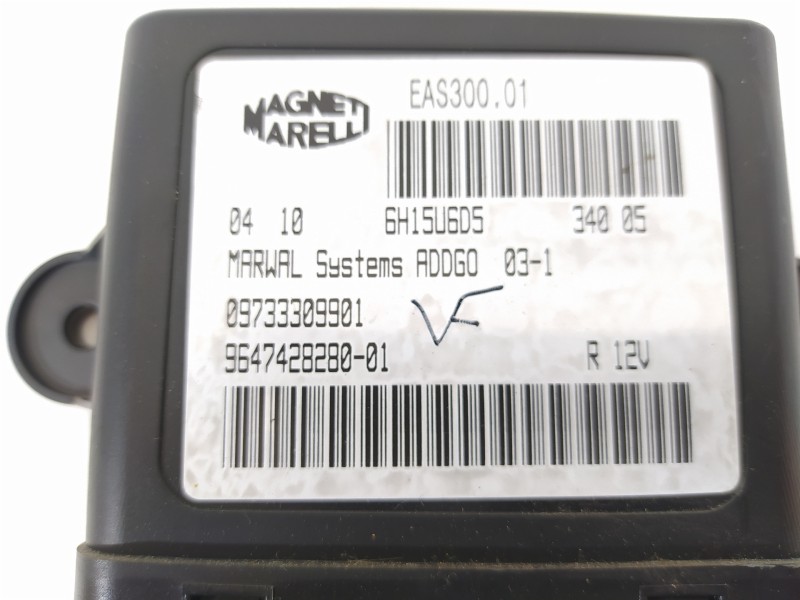 MAGNETI
MARELLI
EAS300.01
04 10 6H15U6D5 340 05
MARWAL Systems ADDGO 03-1
09733309901
VF
9647428280-01 R 12V